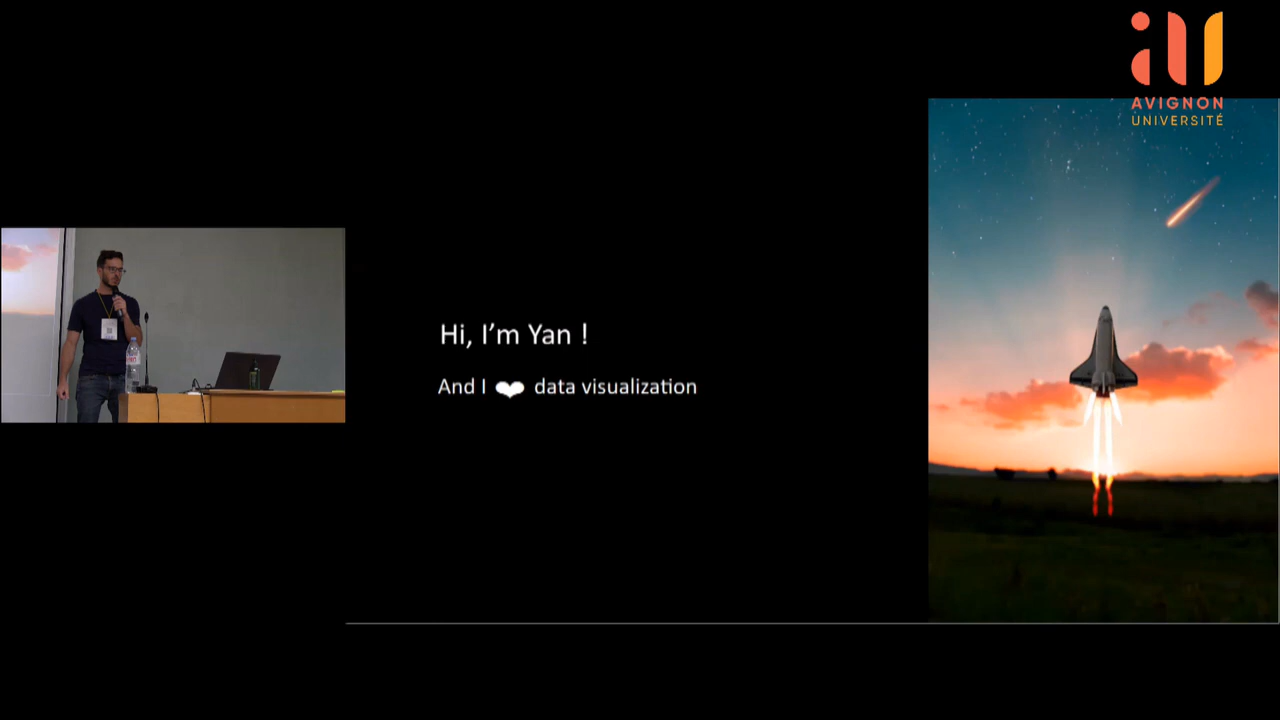 AVIGNON
UNIVERSITÉ
Hi, I’m Yan !
And I ❤ data visualization